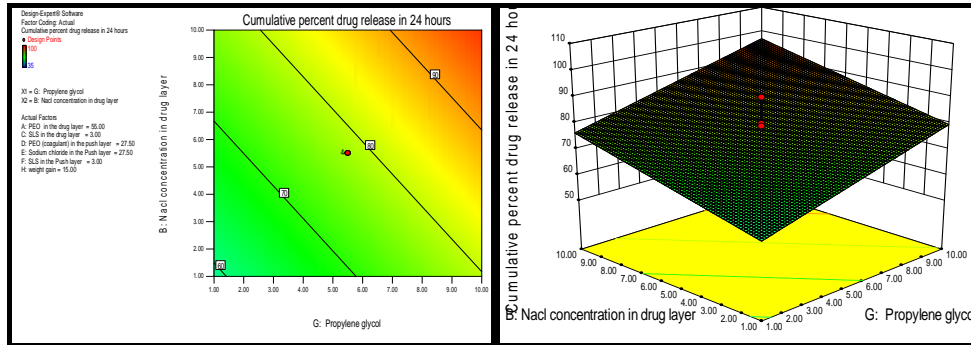 Design-Expert® Software
Factor Coding: Actual
Cumulative percent drug release in 24 hours
Design Points
100
35
X1 = G: Propylene glycol
X2 = B: Nacl concentration in drug layer
Actual Factors
A: PEO in the drug layer = 55.00
C: SLS in the drug layer = 3.00
D: PEO (coagulant) in the push layer = 27.50
E: Sodium chloride in the Push layer = 27.50
F: SLS in the Push layer = 3.00
H: weight gain = 15.00
Cumulative percent drug release in 24 hours
B: Nacl concentration in drug layer
10.00
9.00
8.00
7.00
6.00
5.00
4.00
3.00
2.00
1.00
1.00 2.00 3.00 4.00 5.00 6.00 7.00 8.00 9.00 10.00
G: Propylene glycol
60
70
80
90
4
Cumulative percent drug release in 24 hou
110
100
90
80
70
60
50
10.00
9.00
8.00
7.00
6.00
5.00
4.00
3.00
2.00
1.00
1.00
2.00
3.00
4.00
5.00
6.00
7.00
8.00
9.00
10.00
B: Nacl concentration in drug layer
G: Propylene glyco